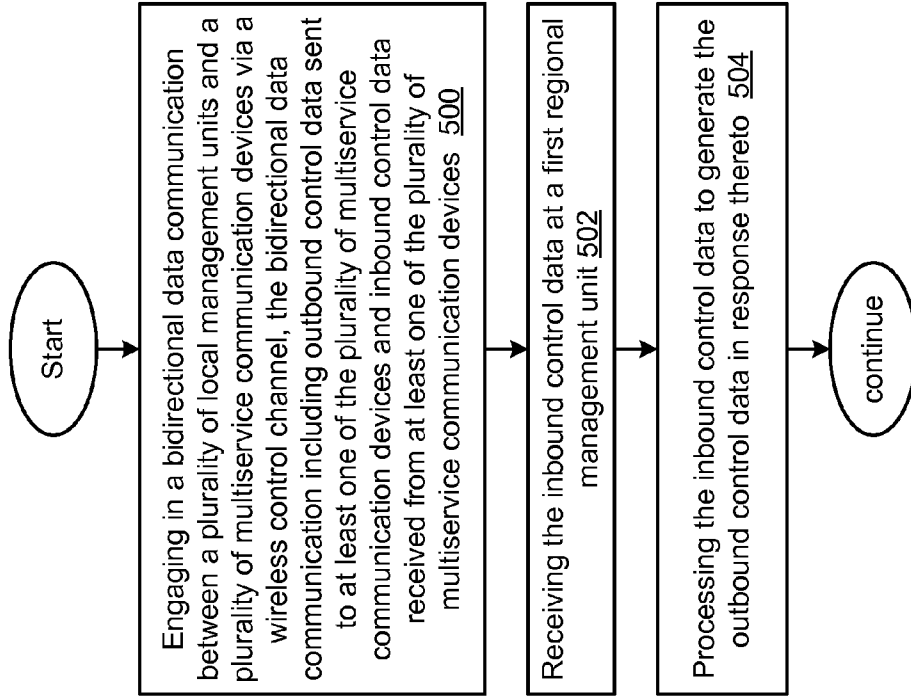 Start
Engaging in a bidirectional data communication
between a plurality of local management units and a
plurality of multiservice communication devices via a
wireless control channel, the bidirectional data
communication including outbound control data sent
to at least one of the plurality of multiservice
communication devices and inbound control data
received from at least one of the plurality of
multiservice communication devices 500
Receiving the inbound control data at a first regional
management unit 502
Processing the inbound control data to generate the
outbound control data in response thereto 504
continue